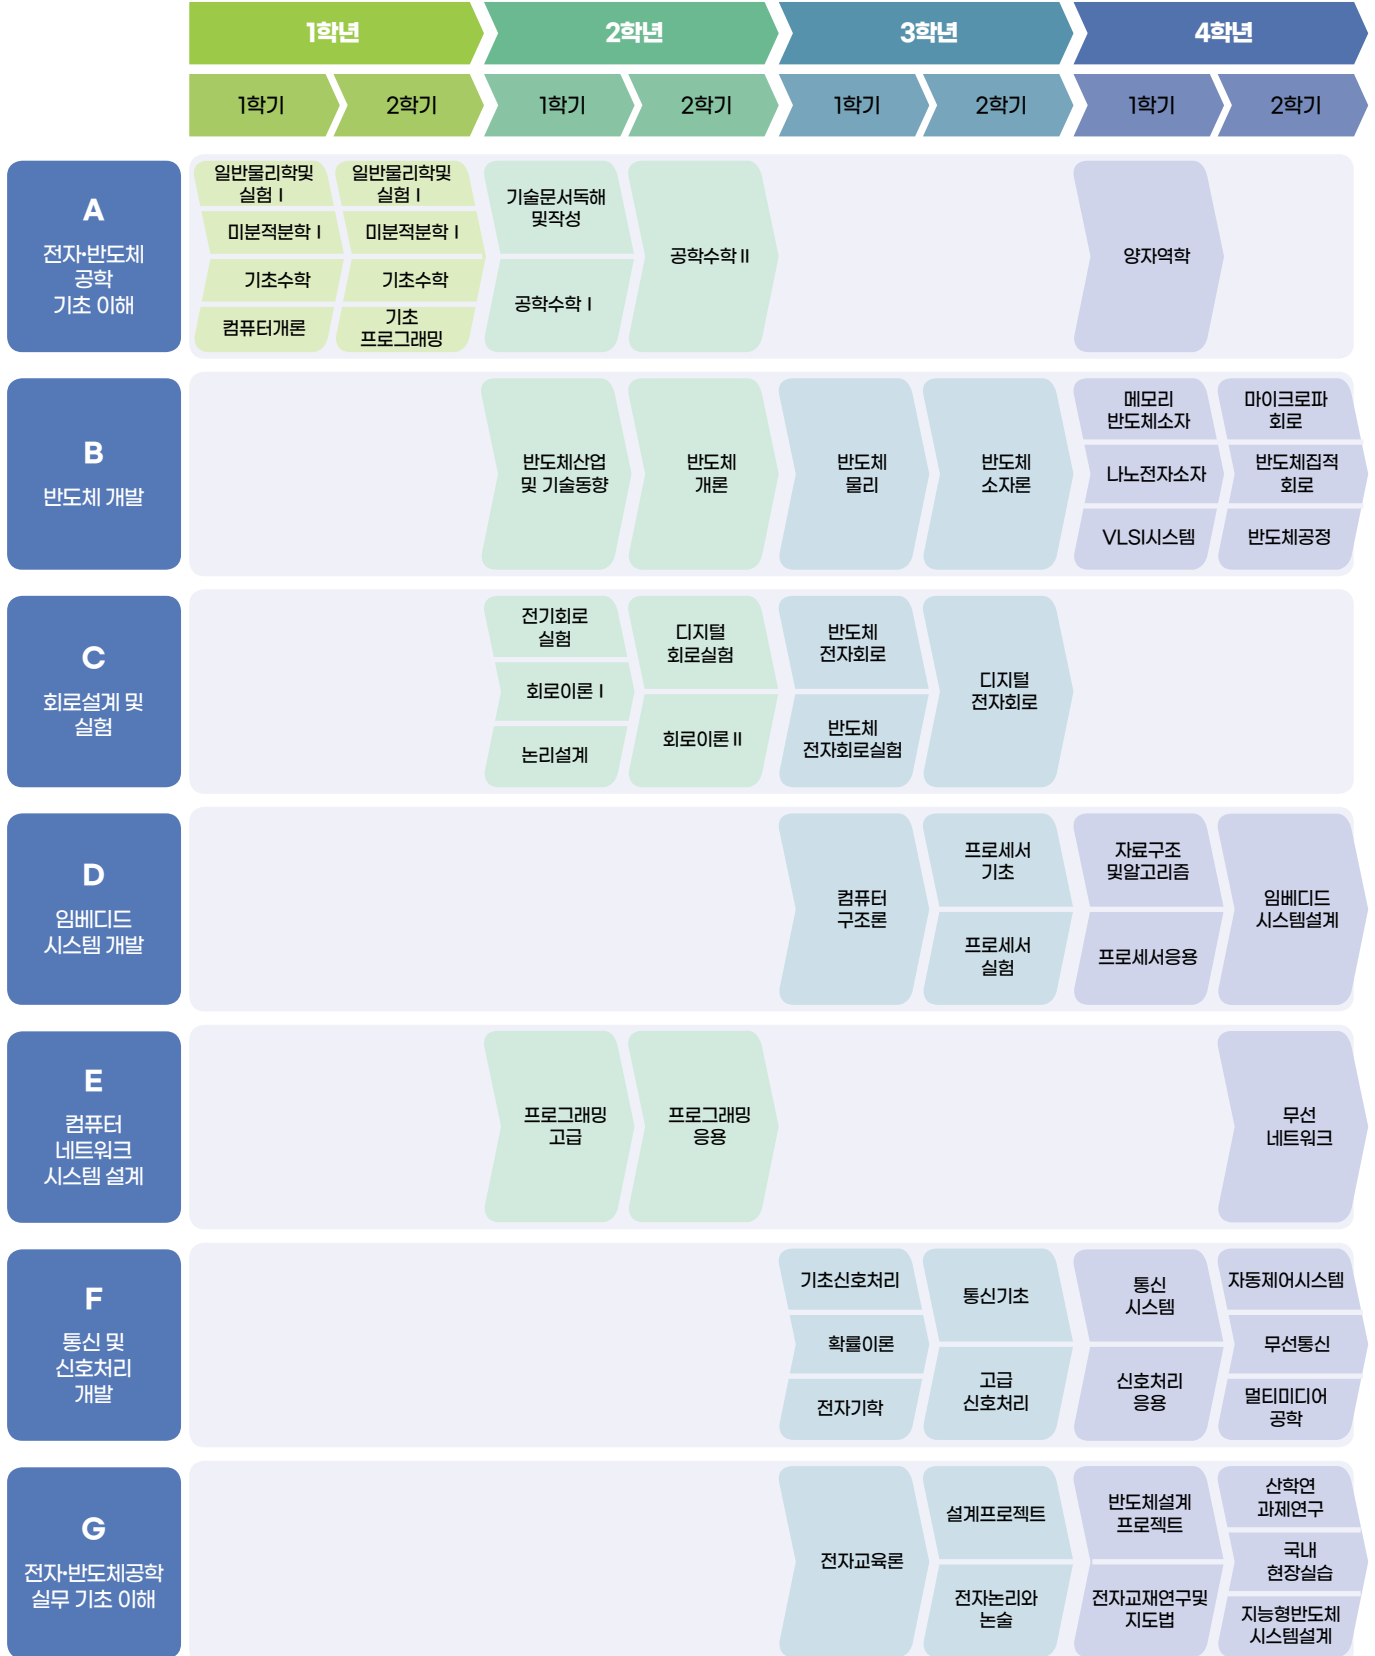 1학년
2학년
3학년
4학년
1학기
2학기
1학기
2학기
1학기
2학기
1학기
2학기
A
전자·반도체
공학
기초 이해
일반물리학및
실험 Ⅰ
미분적분학 Ⅰ
기초수학
컴퓨터개론
일반물리학및
실험 Ⅰ
미분적분학 Ⅰ
기초수학
기초
프로그래밍
기술문서독해
및작성
공학수학 Ⅰ
공학수학 Ⅱ
양자역학
B
반도체 개발
반도체산업
및 기술동향
반도체
개론
반도체
물리
반도체
소자론
메모리
반도체소자
나노전자소자
VLSI시스템
마이크로파
회로
반도체집적
회로
반도체공정
C
회로설계 및
실험
전기회로
실험
회로이론 Ⅰ
논리설계
디지털
회로실험
회로이론 Ⅱ
반도체
전자회로
반도체
전자회로실험
디지털
전자회로
D
임베디드
시스템 개발
컴퓨터
구조론
프로세서
기초
프로세서
실험
자료구조
및알고리즘
프로세서응용
임베디드
시스템설계
E
컴퓨터
네트워크
시스템 설계
프로그래밍
고급
프로그래밍
응용
무선
네트워크
F
통신 및
신호처리
개발
기초신호처리
확률이론
전자기학
통신기초
고급
신호처리
통신
시스템
신호처리
응용
자동제어시스템
무선통신
멀티미디어
공학
G
전자·반도체공학
실무 기초 이해
전자교육론
설계프로젝트
전자논리와
논술
반도체설계
프로젝트
전자교재연구및
지도법
산학연
과제연구
국내
현장실습
지능형반도체
시스템설계